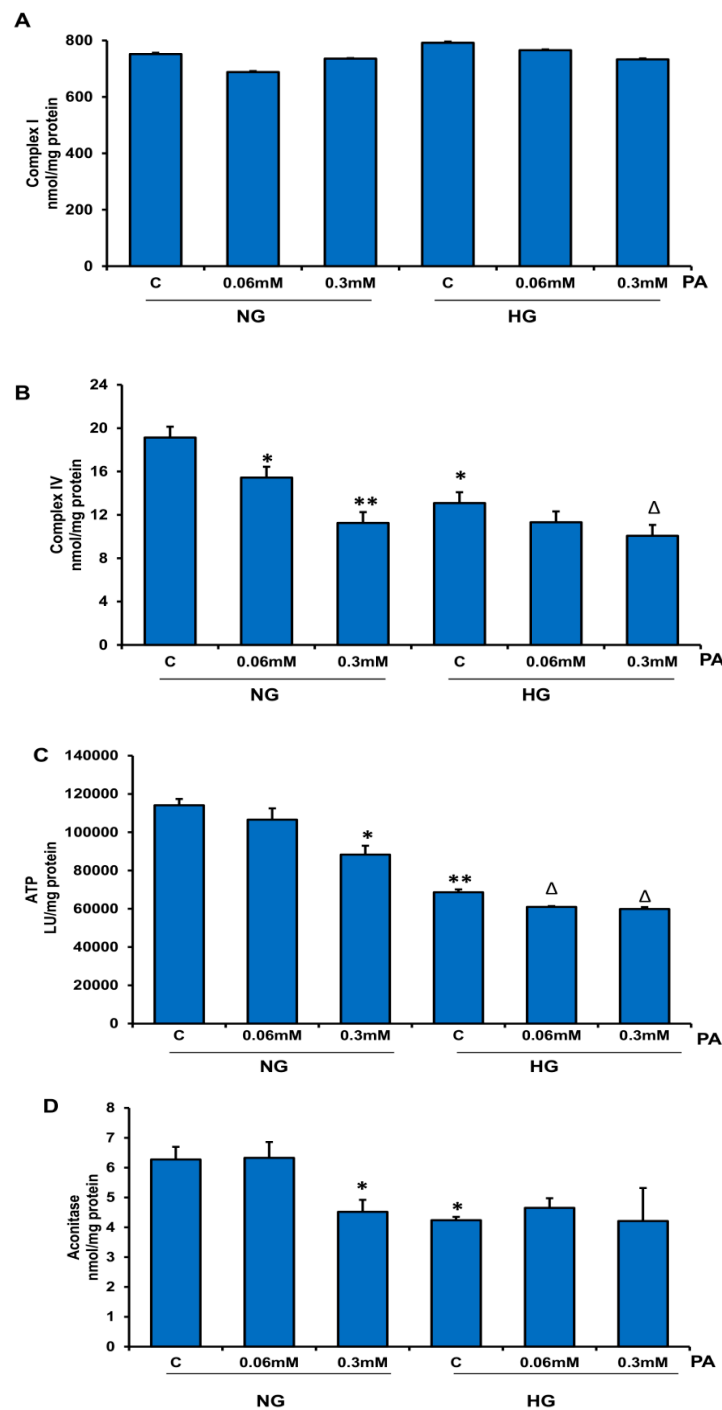 A
Complex I
nmol/mg protein
800
600
400
200
0
C 0.06mM 0.3mM C 0.06mM 0.3mM PA
NG HG
B
Complex IV
nmol/mg protein
24
20
16
12
8
4
0
*
**
*
Δ
C 0.06mM 0.3mM C 0.06mM 0.3mM PA
NG HG
C
ATP
LU/mg protein
140000
120000
100000
80000
60000
40000
20000
0
*
**
Δ
Δ
C 0.06mM 0.3mM C 0.06mM 0.3mM PA
NG HG
D
Aconitase
nmol/mg protein
8
7
6
5
4
3
2
1
0
*
*
C 0.06mM 0.3mM C 0.06mM 0.3mM PA
NG HG